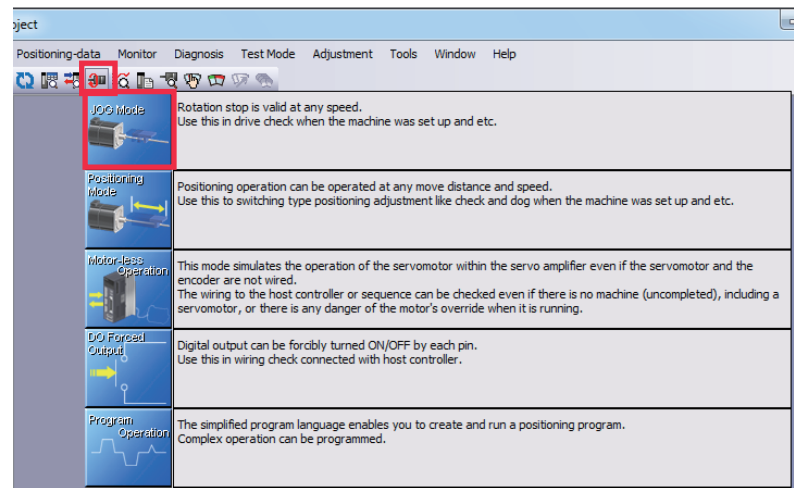 oject
Positioning-data Monitor Diagnosis Test Mode Adjustment Tools Window Help
JOG Mode
Rotation stop is valid at any speed.
Use this in drive check when the machine was set up and etc.
Positioning
Mode
Positioning operation can be operated at any move distance and speed.
Use this to switching type positioning adjustment like check and dog when the machine was set up and etc.
Motor-less
Operation
This mode simulates the operation of the servomotor within the servo amplifier even if the servomotor and the
encoder are not wired.
The wiring to the host controller or sequence can be checked even if there is no machine (uncompleted), including a
servomotor, or there is any danger of the motor's override when it is running.
DO Forced
Output
Digital output can be forcibly turned ON/OFF by each pin.
Use this in wiring check connected with host controller.
Program
Operation
The simplified program language enables you to create and run a positioning program.
Complex operation can be programmed.